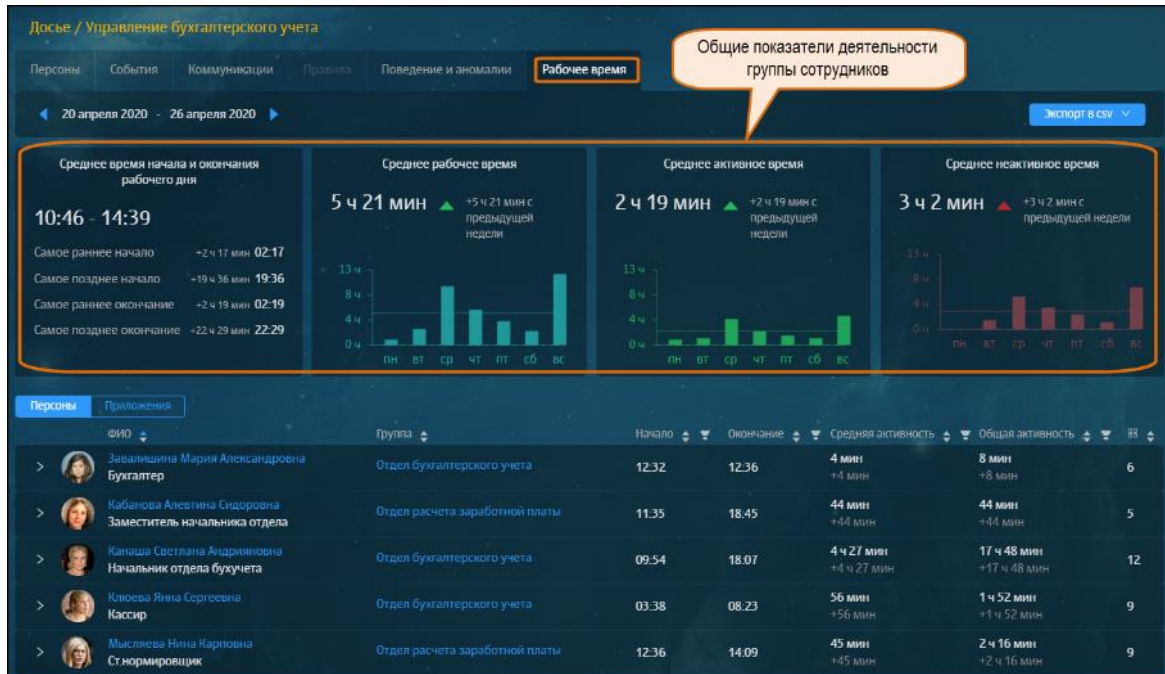 Досье / Управление бухгалтерского учета
Общие показатели деятельности
группы сотрудников
Персоны События Коммуникации Правила Поведение и аномалии Рабочее время
20 апреля 2020 - 26 апреля 2020
Экспорт в csv
Среднее время начала и окончания
рабочего дня
10:46 - 14:39
Самое раннее начало +2 ч 17 мин 02:17
Самое позднее начало +19 ч 36 мин 19:36
Самое раннее окончание +2 ч 19 мин 02:19
Самое позднее окончание +22 ч 29 мин 22:29
Среднее рабочее время
5 ч 21 мин +5 ч 21 мин с
предыдущей
недели
13 ч
8 ч
4 ч
0 ч
пн вт ср чт пт сб вс
Среднее активное время
2 ч 19 мин +2 ч 19 мин с
предыдущей
недели
13 ч
8 ч
4 ч
0 ч
пн вт ср чт пт сб вс
Среднее неактивное время
3 ч 2 мин +3 ч 2 мин с
предыдущей недели
13 ч
8 ч
4 ч
0 ч
пн вт ср чт пт сб вс
Персоны Приложения
ФИО Группа Начало Окончание Средняя активность Общая активность
Завалишина Мария Александровна
Бухгалтер
Отдел бухгалтерского учета 12:32 12:36 4 мин 8 мин 6
+4 мин +8 мин
Кабанова Алевтина Сидоровна
Заместитель начальника отдела
Отдел расчета заработной платы 11:35 18:45 44 мин 44 мин 5
+44 мин +44 мин
Канаша Светлана Андрияновна
Начальник отдела бухучета
Отдел бухгалтерского учета 09:54 18:07 4 ч 27 мин 17 ч 48 мин 12
+4 ч 27 мин +17 ч 48 мин
Клюева Янна Сергеевна
Кассир
Отдел бухгалтерского учета 03:38 08:23 56 мин 1 ч 52 мин 9
+56 мин +1 ч 52 мин
Мысляева Нина Карповна
Ст.нормировщик
Отдел расчета заработной платы 12:36 14:09 45 мин 2 ч 16 мин 9
+45 мин +2 ч 16 мин